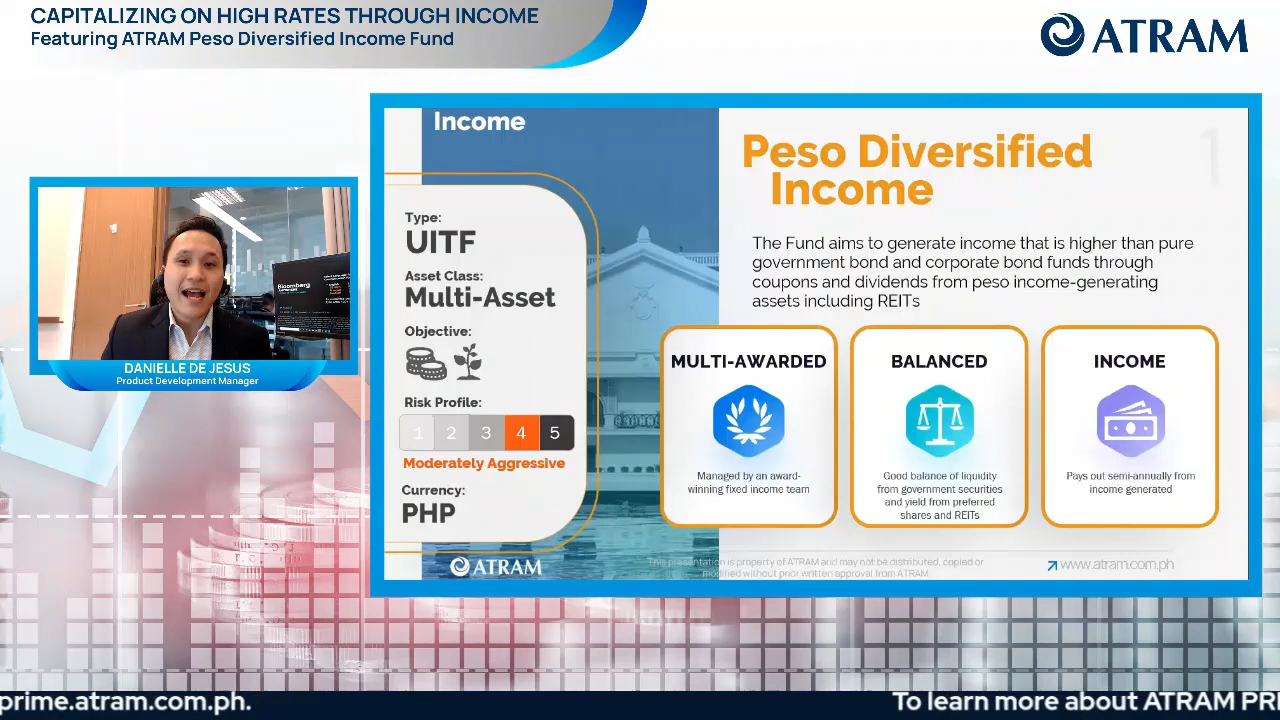 CAPITALIZING ON HIGH RATES THROUGH INCOME
Featuring ATRAM Peso Diversified Income Fund
ATRAM
Income
Type:
UITF
Asset Class:
Multi-Asset
Objective:
Risk Profile:
1 2 3 4 5
Moderately Aggressive
Currency:
PHP
ATRAM
Peso Diversified
Income
1
The Fund aims to generate income that is higher than pure
government bond and corporate bond funds through
coupons and dividends from peso income-generating
assets including REITs
MULTI-AWARDED
Managed by an award-
winning fixed income team
BALANCED
Good balance of liquidity
from government securities
and yield from preferred
shares and REITs
INCOME
Pays out semi-annually from
income generated
This presentation is property of ATRAM and may not be distributed, copied or
modified without prior written approval from ATRAM
www.atram.com.ph
Bloomberg
DANIELLE DE JESUS
Product Development Manager
prime.atram.com.ph.
To learn more about ATRAM PRI